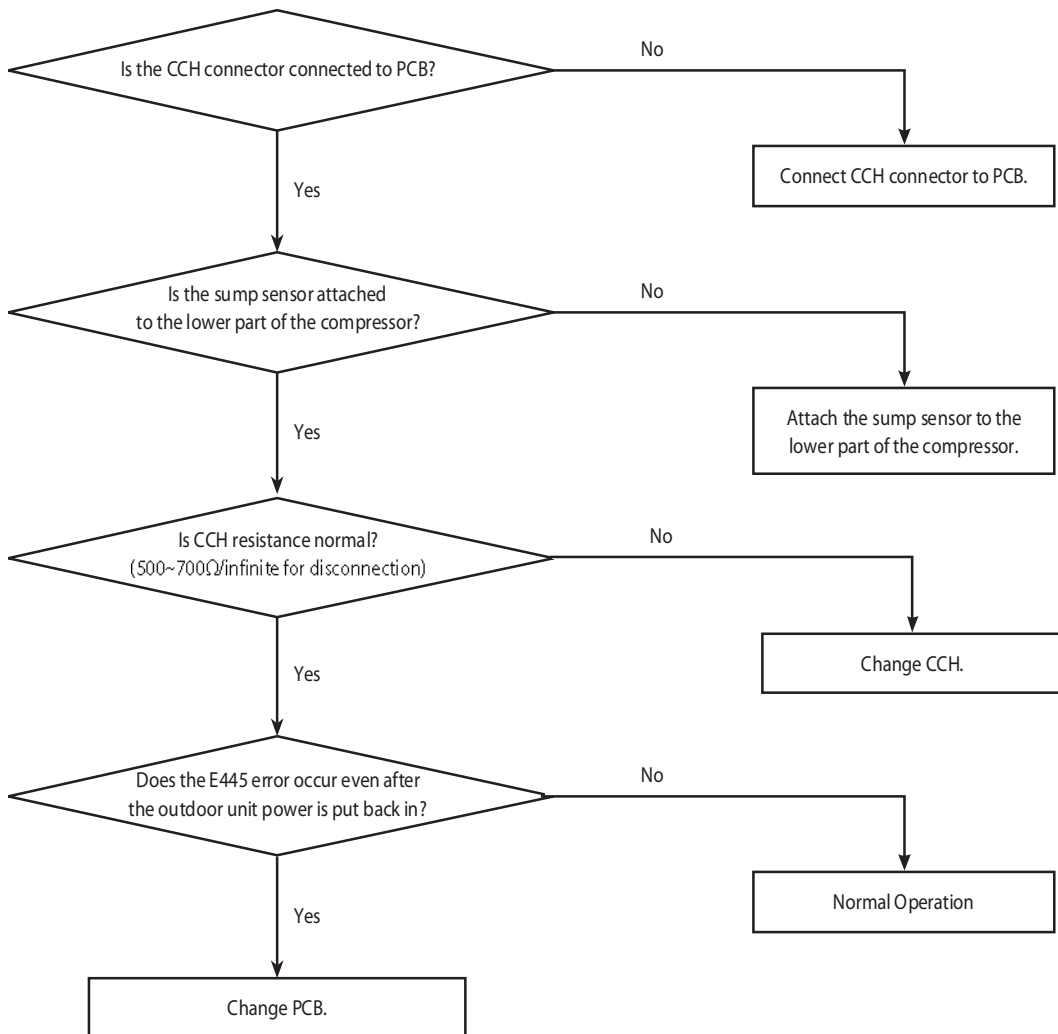 Is the CCH connector connected to PCB?
No
Connect CCH connector to PCB.
Yes
Is the sump sensor attached
to the lower part of the compressor?
No
Attach the sump sensor to the
lower part of the compressor.
Yes
Is CCH resistance normal?
(500~700Ω/infinite for disconnection)
No
Change CCH.
Yes
Does the E445 error occur even after
the outdoor unit power is put back in?
No
Normal Operation
Yes
Change PCB.